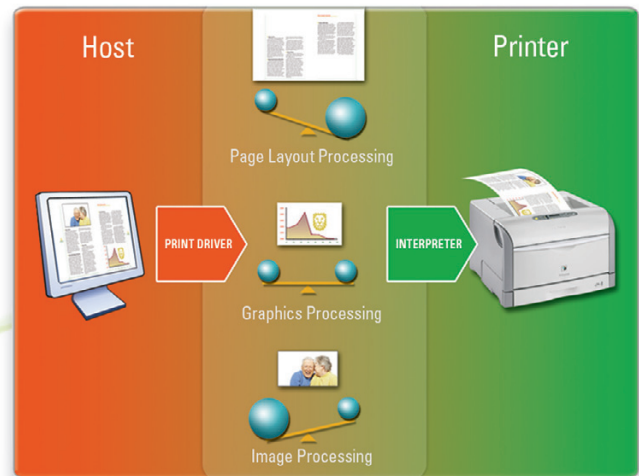 Host
Printer
Page Layout Processing
PRINT DRIVER
INTERPRETER
Graphics Processing
Image Processing